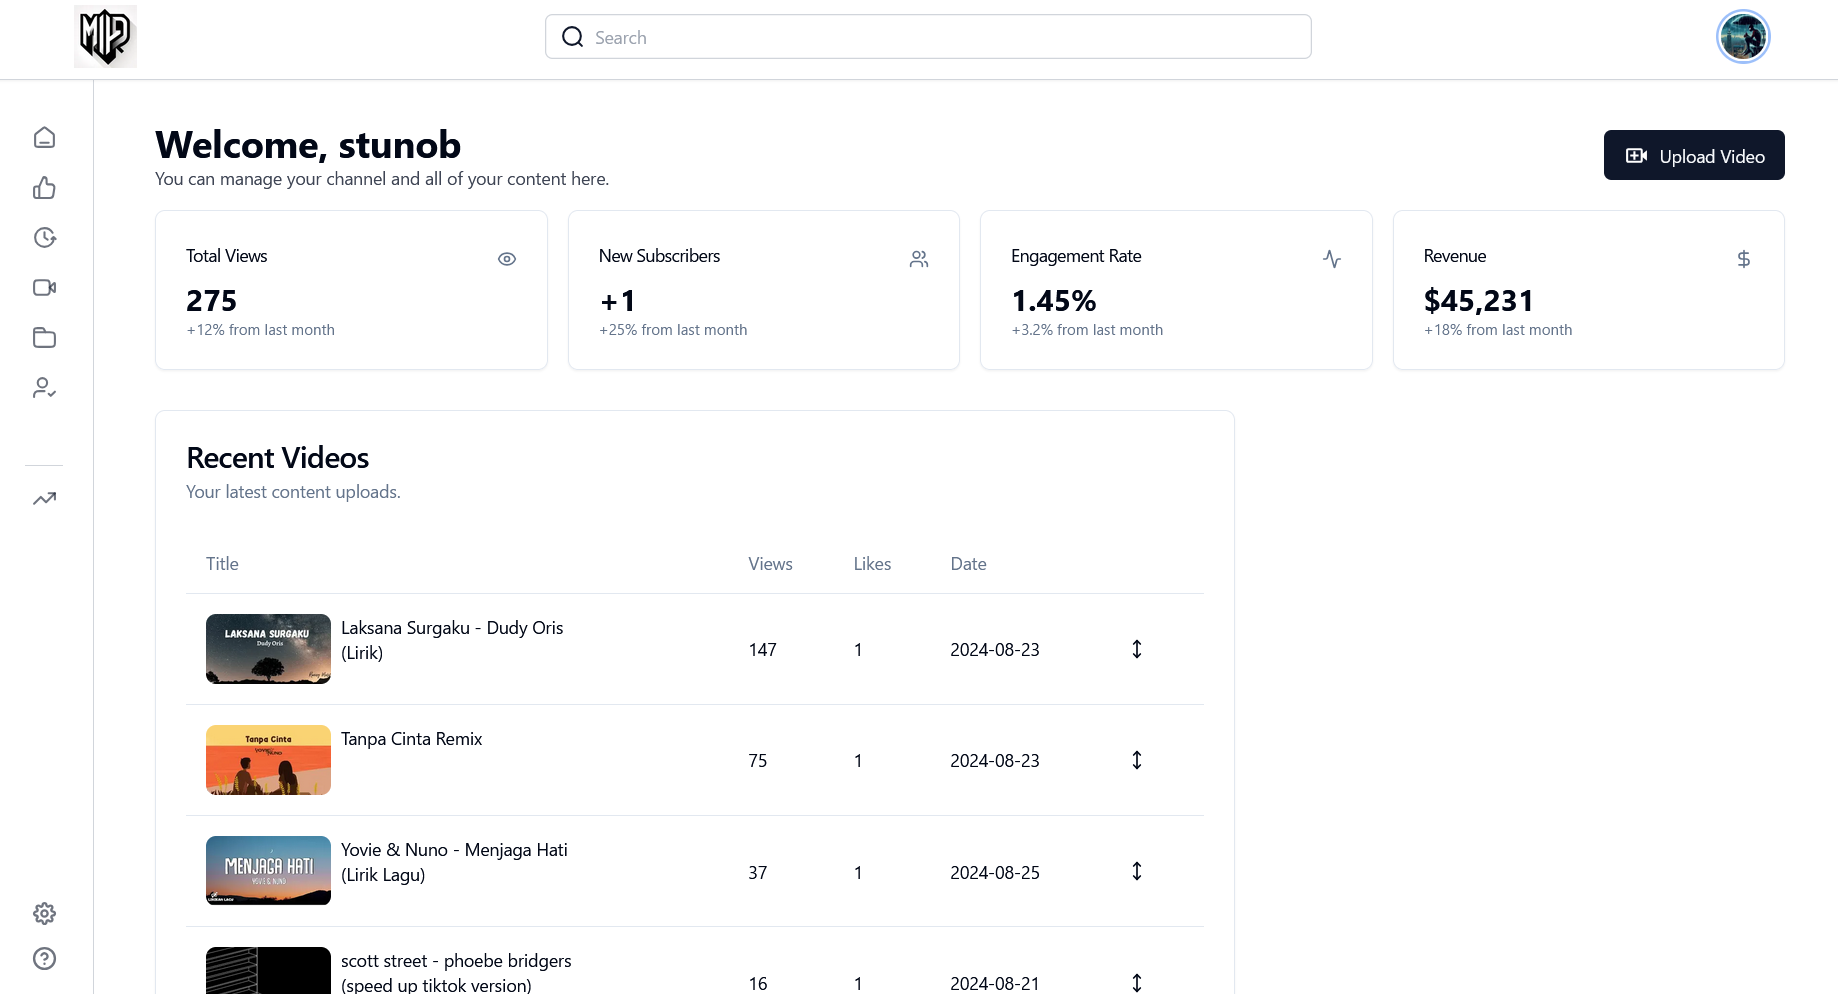 MIP
Search
Welcome, stunob
You can manage your channel and all of your content here.
Upload Video
Total Views
275
+12% from last month
New Subscribers
+1
+25% from last month
Engagement Rate
1.45%
+3.2% from last month
Revenue
$45,231
+18% from last month
Recent Videos
Your latest content uploads.
Title Views Likes Date
LAKSANA SURGAKU
Dudy Oris
Laksana Surgaku - Dudy Oris
(Lirik)
147 1 2024-08-23
Tanpa Cinta
Tanpa Cinta Remix
75 1 2024-08-23
MENJAGA HATI
YOVIE & NUNO
Yovie & Nuno - Menjaga Hati
(Lirik Lagu)
37 1 2024-08-25
scott street - phoebe bridgers
(speed up tiktok version)
16 1 2024-08-21